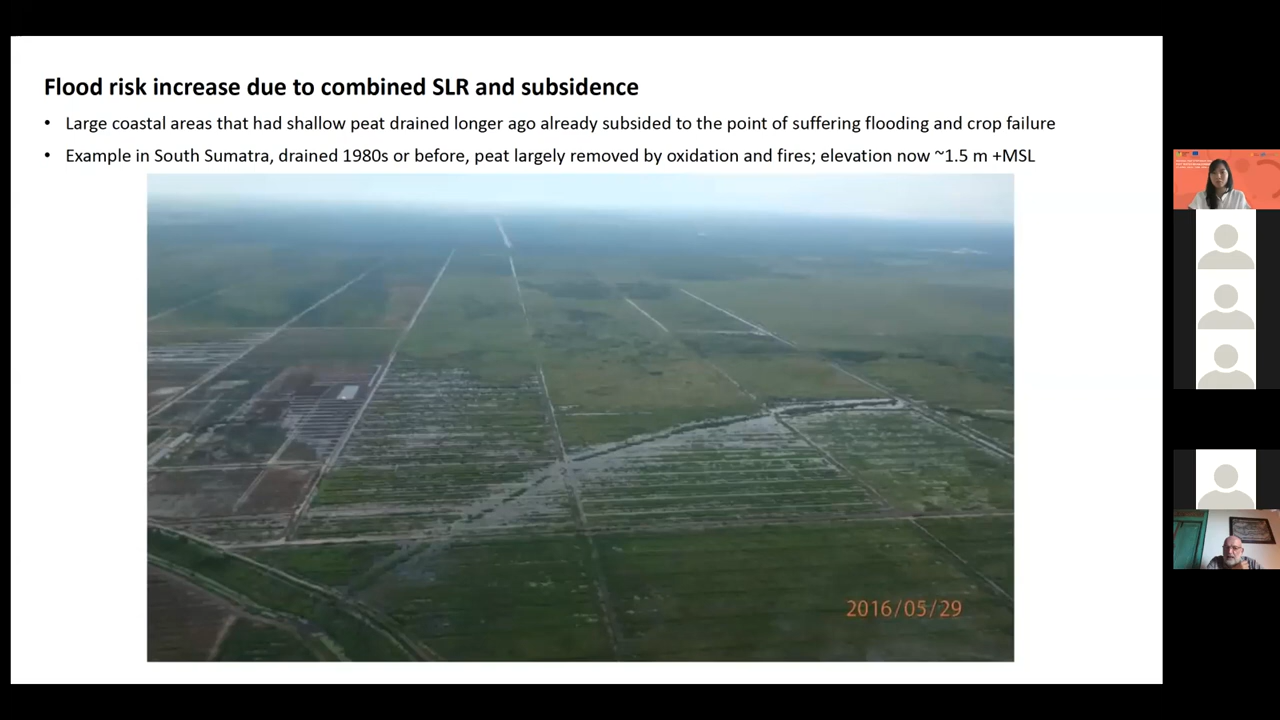 Flood risk increase due to combined SLR and subsidence
• Large coastal areas that had shallow peat drained longer ago already subsided to the point of suffering flooding and crop failure
• Example in South Sumatra, drained 1980s or before, peat largely removed by oxidation and fires; elevation now ~1.5 m +MSL
2016/05/29